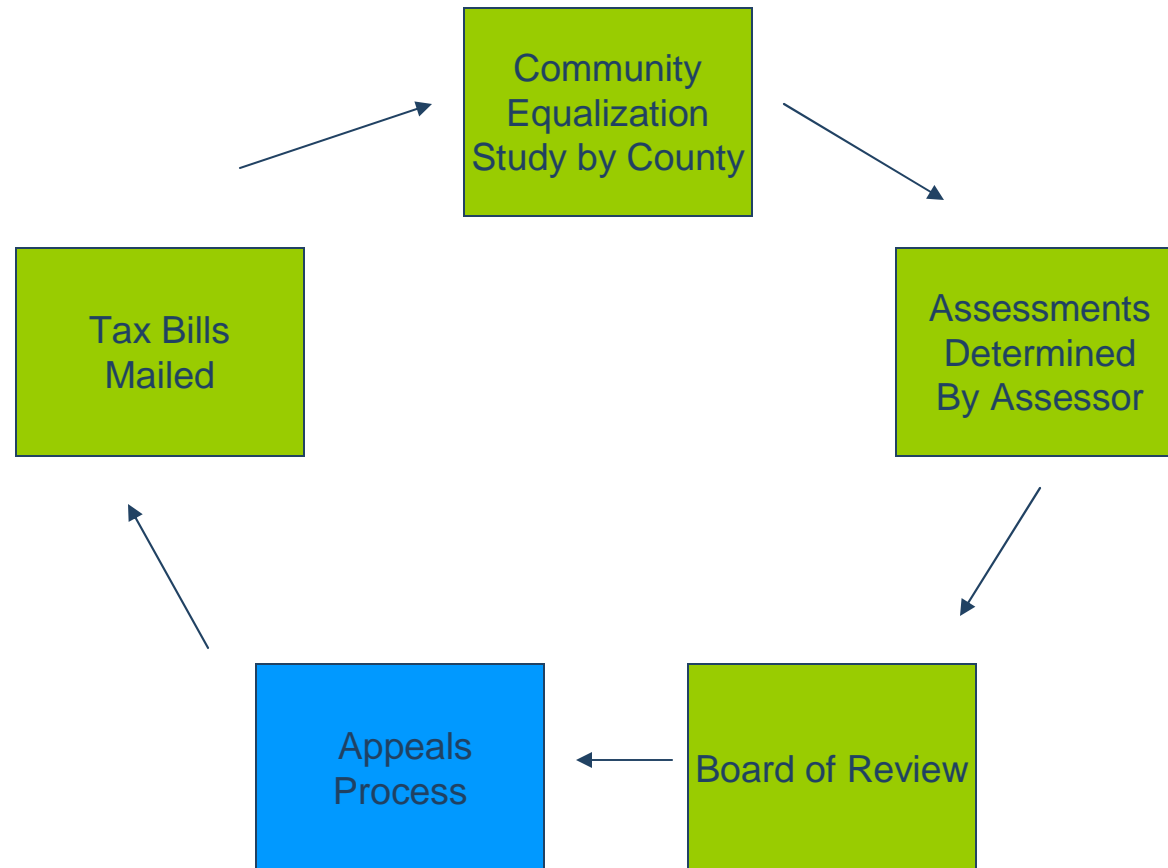 Community
Equalization
Study by County
Tax Bills
Mailed
Assessments
Determined
By Assessor
Appeals
Process
Board of Review